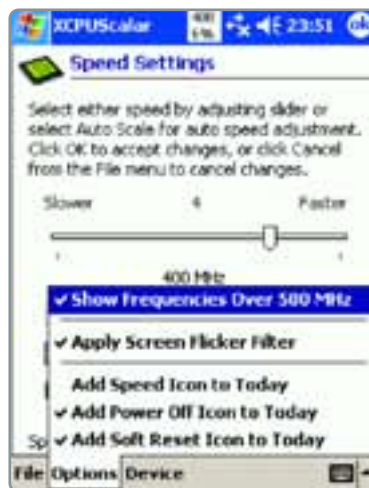 XCPUScalar 400 23:51 ok
Speed Settings
Select either speed by adjusting slider or
select Auto Scale for auto speed adjustment.
Click OK to accept changes, or click Cancel
from the File menu to cancel changes.
Slower 4 Faster
400 MHz
Show Frequencies Over 500 MHz
Apply Screen Flicker Filter
Add Speed Icon to Today
Add Power Off Icon to Today
Sp Add Soft Reset Icon to Today
File Options Device